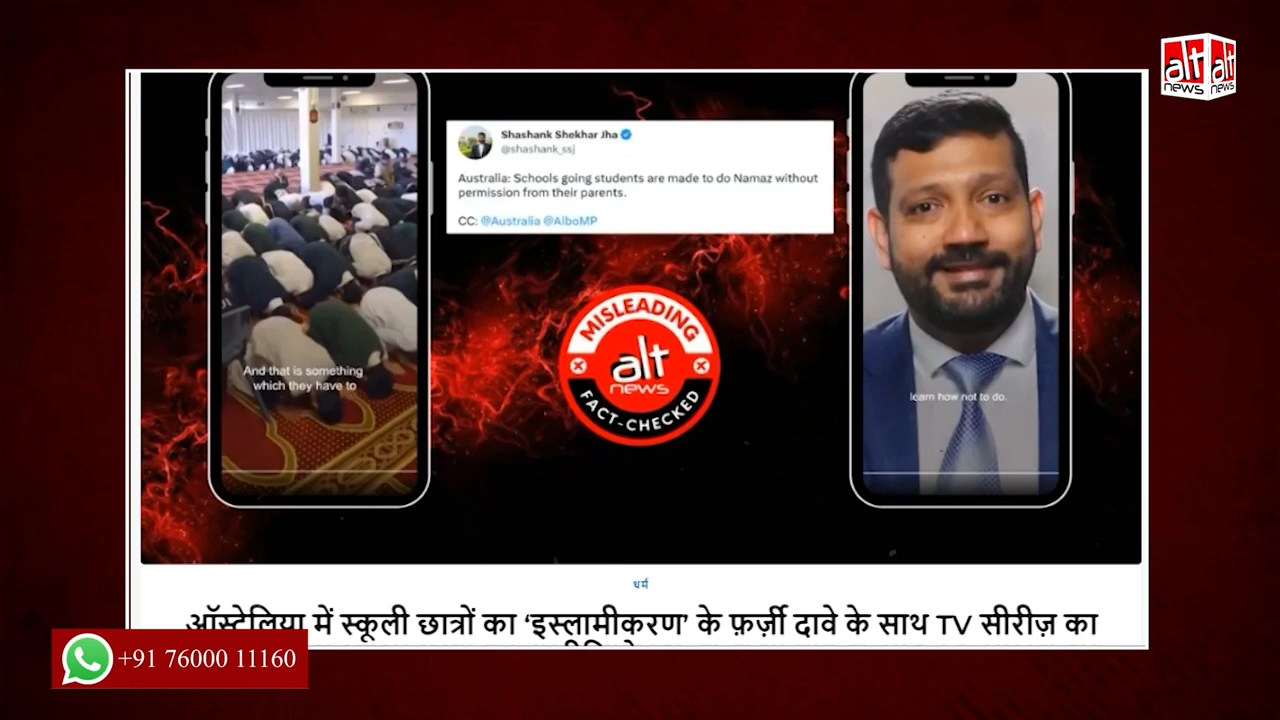 alt alt
news news
Shashank Shekhar Jha
@shashank_ssj
Australia: Schools going students are made to do Namaz without
permission from their parents.
CC: @Australia @AlboMP
MISLEADING
alt
news
FACT-CHECKED
And that is something
which they have to
learn how not to do.
धर्म
ऑस्ट्रेलिया में स्कूली छात्रों का ‘इस्लामीकरण’ के फ़र्ज़ी दावे के साथ TV सीरीज़ का
+91 76000 11160